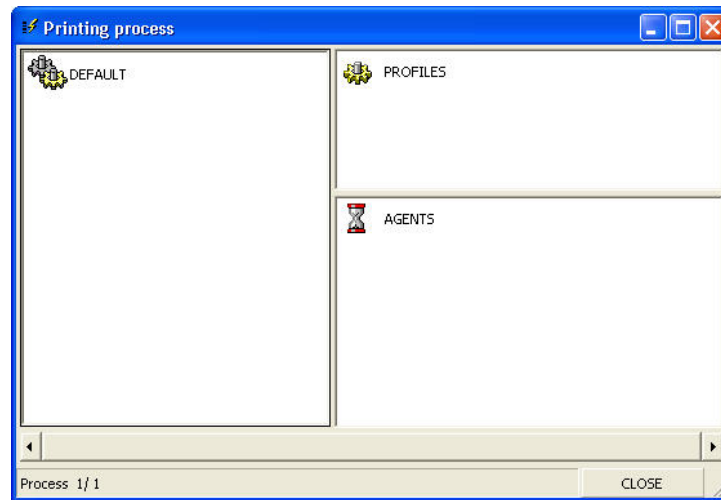 Printing process
DEFAULT
PROFILES
AGENTS
Process 1/ 1
CLOSE